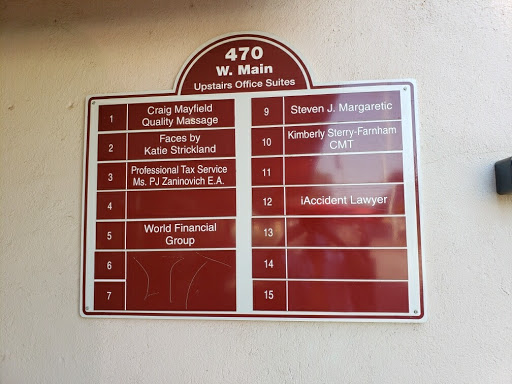 470
W. Main
Upstairs Office Suites
1 Craig Mayfield
Quality Massage
2 Faces by
Katie Strickland
3 Professional Tax Service
Ms. PJ Zaninovich E.A.
4
5 World Financial
Group
6
7
9 Steven J. Margaretic
10 Kimberly Sterry-Farnham
CMT
11
12 iAccident Lawyer
13
14
15